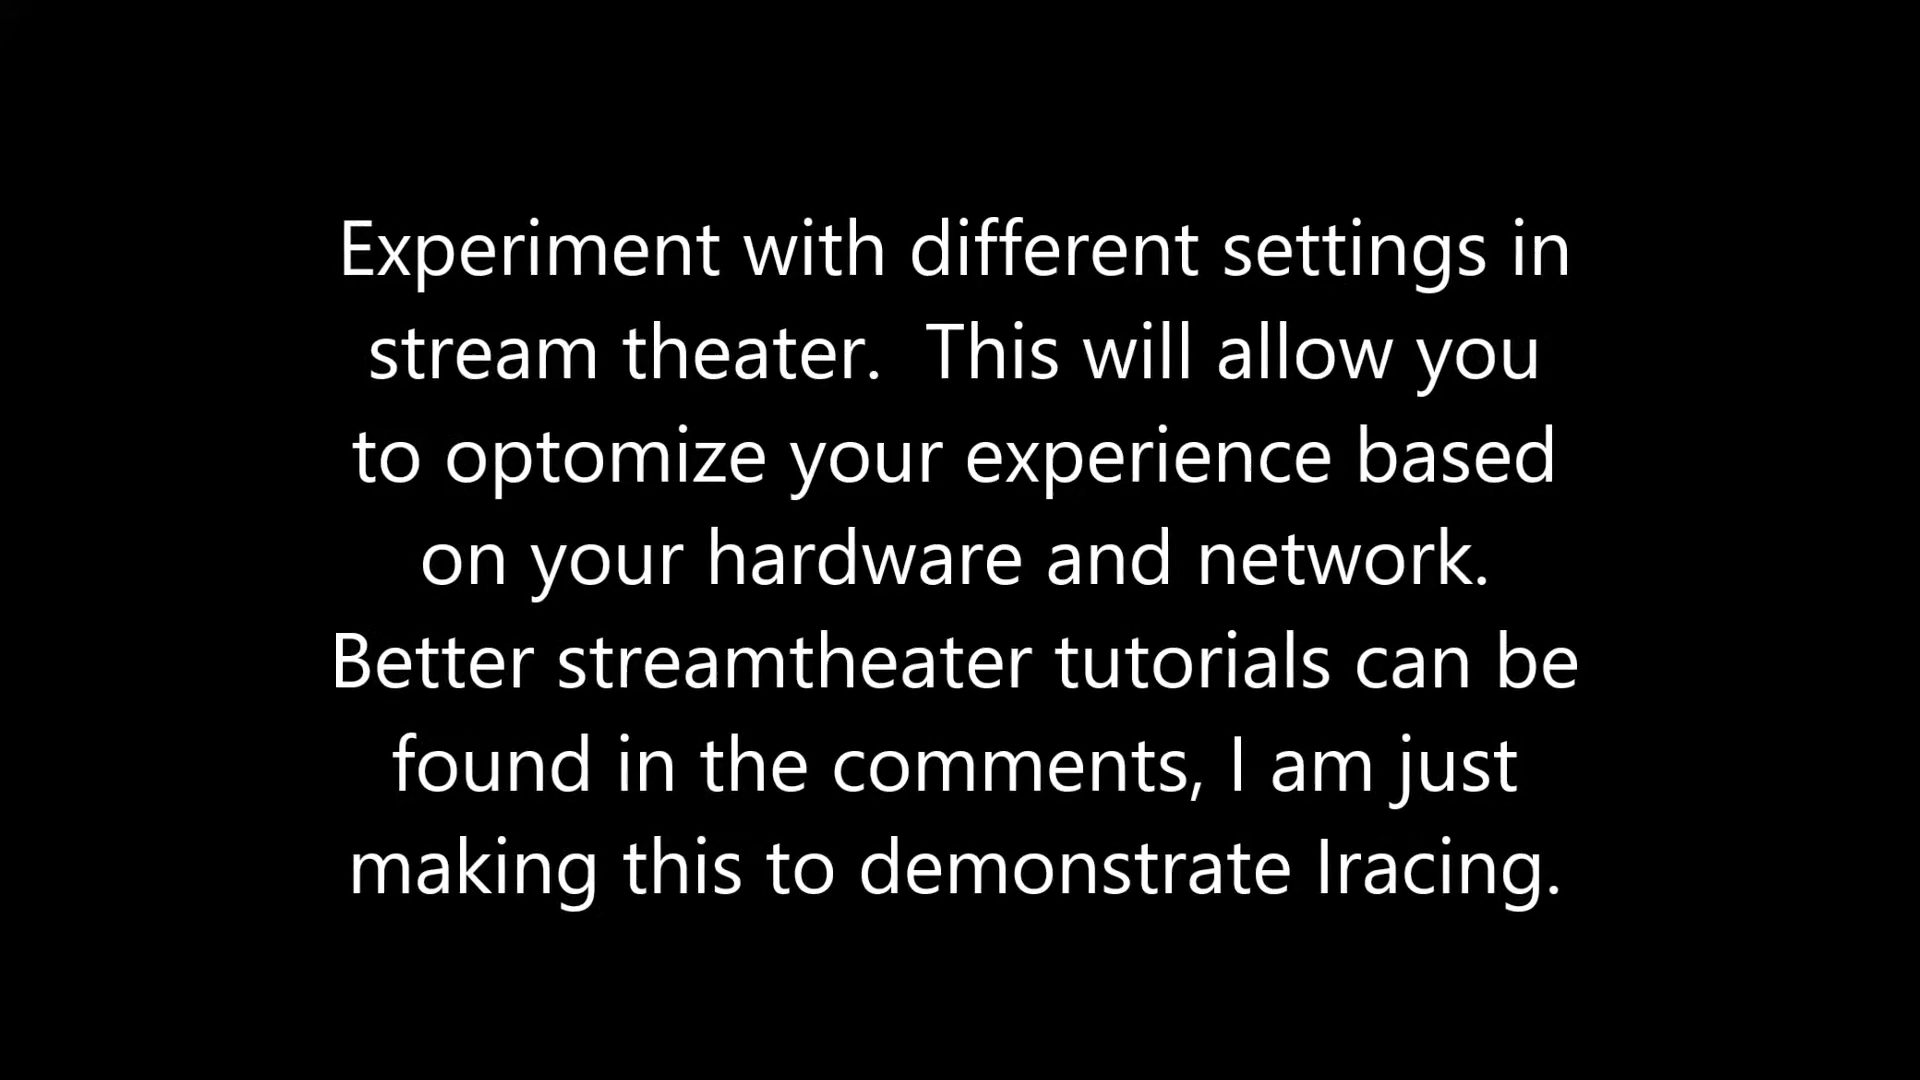 Experiment with different settings in
stream theater.  This will allow you
to optomize your experience based
on your hardware and network.
Better streamtheater tutorials can be
found in the comments, I am just
making this to demonstrate Iracing.